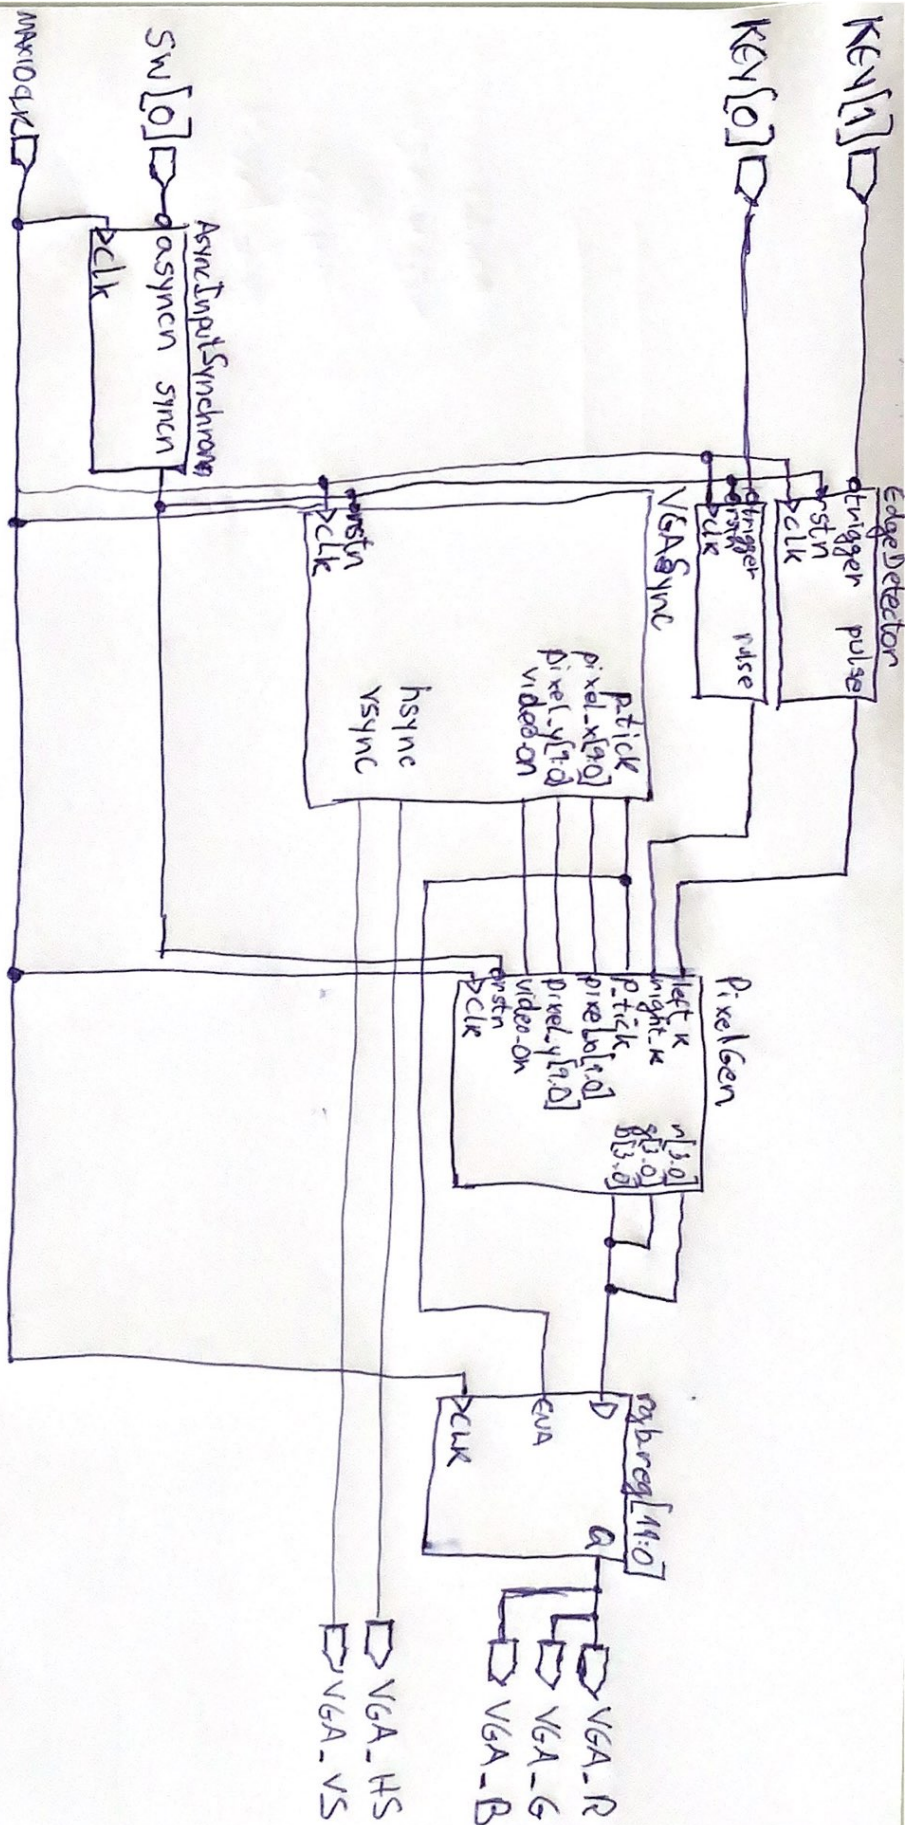 KEY[1]
KEY[0]
SW[0]
MAX10CLK
EdgeDetector
trigger pulse
rstn
clk
trigger pulse
rstn
clk
VGASync
p_tick
pixel_x[9:0]
pixel_y[9:0]
video_on
hsync
vsync
rstn
clk
AsyncInputSynchron
asyncn syncn
clk
PixelGen
left_k
right_k
p_tick
pixel_x[9:0]
pixel_y[9:0]
video-on
rstn
clk
r[3:0]
g[3:0]
B[3:0]
rgbreg[11:0]
D Q
ENA
CLK
VGA_R
VGA_G
VGA_B
VGA_HS
VGA_VS